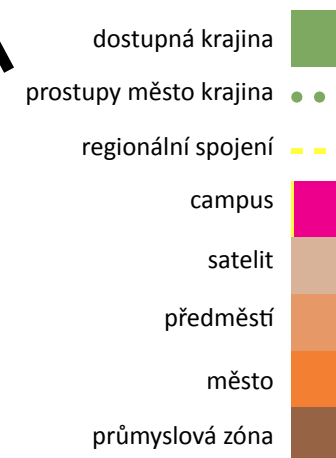 dostupná krajina
prostupy město krajina
regionální spojení
campus
satelit
předměstí
město
průmyslová zóna